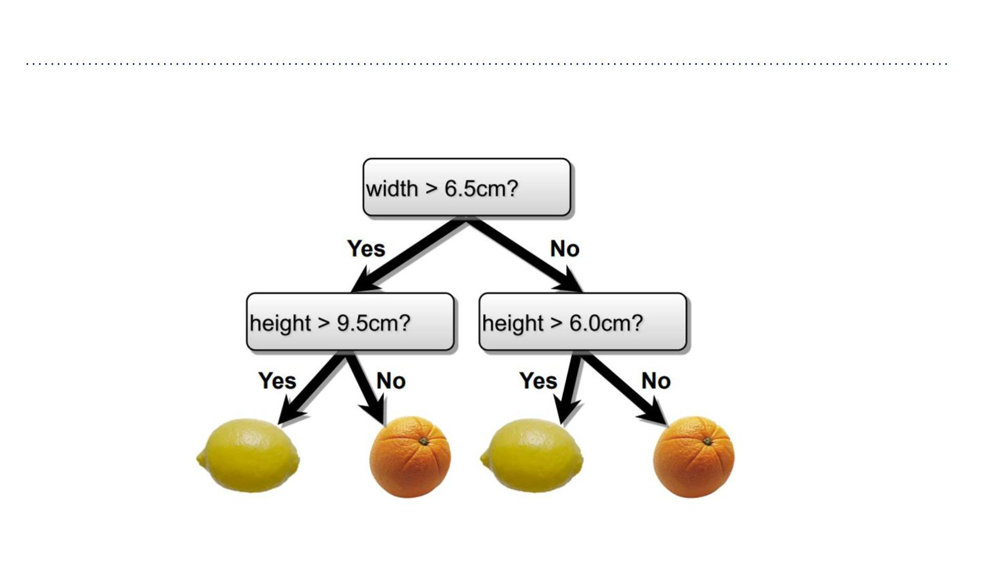 width > 6.5cm?
Yes
No
height > 9.5cm?
height > 6.0cm?
Yes
No
Yes
No